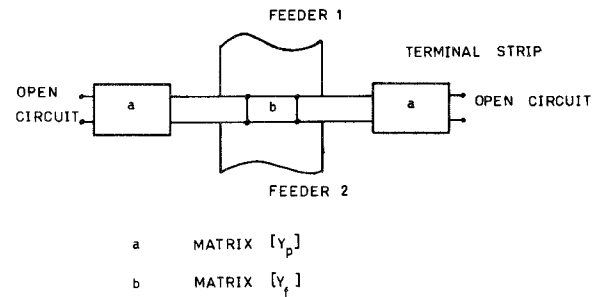 FEEDER 1
TERMINAL STRIP
OPEN CIRCUIT
a
b
a
OPEN CIRCUIT
FEEDER 2
a MATRIX [Yp]
b MATRIX [Yf]